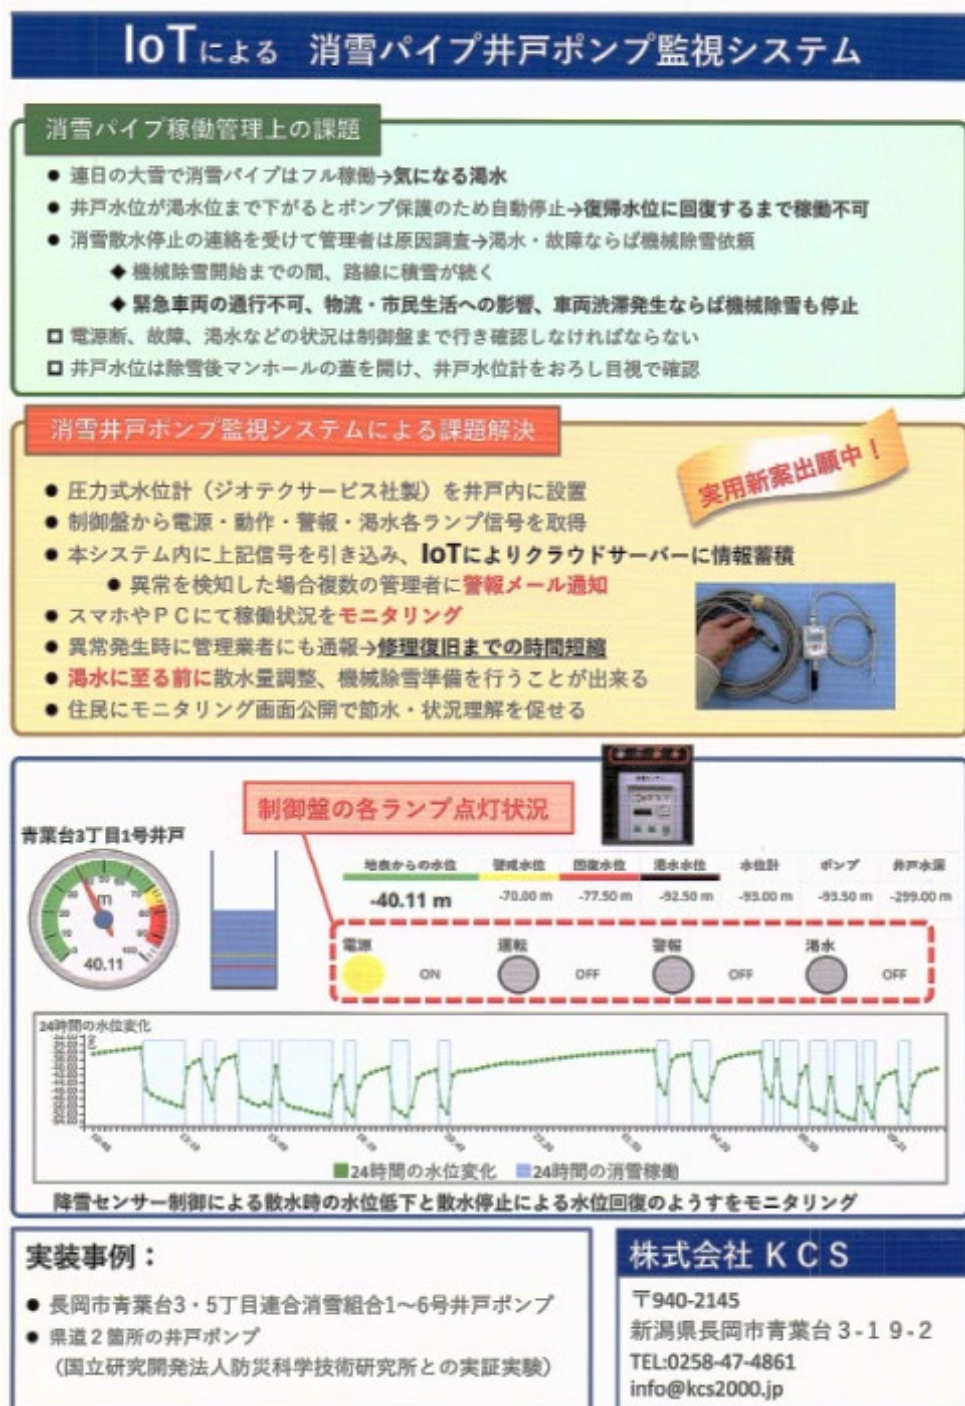 IoTによる　消雪パイプ井戸ポンプ監視システム
消雪パイプ稼働管理上の課題
● 連日の大雪で消雪パイプはフル稼働→気になる渇水
● 井戸水位が渇水位まで下がるとポンプ保護のため自動停止→復帰水位に回復するまで稼働不可
● 消雪散水停止の連絡を受けて管理者は原因調査→渇水・故障ならば機械除雪依頼
◆ 機械除雪開始までの間、路線に積雪が続く
◆ 緊急車両の通行不可、物流・市民生活への影響、車両渋滞発生ならば機械除雪も停止
□ 電源断、故障、渇水などの状況は制御盤まで行き確認しなければならない
□ 井戸水位は除雪後マンホールの蓋を開け、井戸水位計をおろし目視で確認
消雪井戸ポンプ監視システムによる課題解決
実用新案出願中！
● 圧力式水位計（ジオテクサービス社製）を井戸内に設置
● 制御盤から電源・動作・警報・渇水各ランプ信号を取得
● 本システム内に上記信号を引き込み、IoTによりクラウドサーバーに情報蓄積
● 異常を検知した場合複数の管理者に警報メール通知
● スマホやＰＣにて稼働状況をモニタリング
● 異常発生時に管理業者にも通報→修理復旧までの時間短縮
● 渇水に至る前に散水量調整、機械除雪準備を行うことが出来る
● 住民にモニタリング画面公開で節水・状況理解を促せる
制御盤の各ランプ点灯状況
青葉台3丁目1号井戸
m
40.11
地表からの水位 警戒水位 回復水位 渇水水位 水位計 ポンプ 井戸水深
-40.11 m -70.00 m -77.50 m -92.50 m -93.00 m -93.50 m -299.00 m
電源 運転 警報 渇水
ON OFF OFF OFF
24時間の水位変化
■24時間の水位変化 ■24時間の消雪稼働
降雪センサー制御による散水時の水位低下と散水停止による水位回復のようすをモニタリング
実装事例：
● 長岡市青葉台3・5丁目連合消雪組合1〜6号井戸ポンプ
● 県道２箇所の井戸ポンプ
（国立研究開発法人防災科学技術研究所との実証実験）
株式会社 ＫＣＳ
〒940-2145
新潟県長岡市青葉台３-１９-２
TEL:0258-47-4861
info@kcs2000.jp